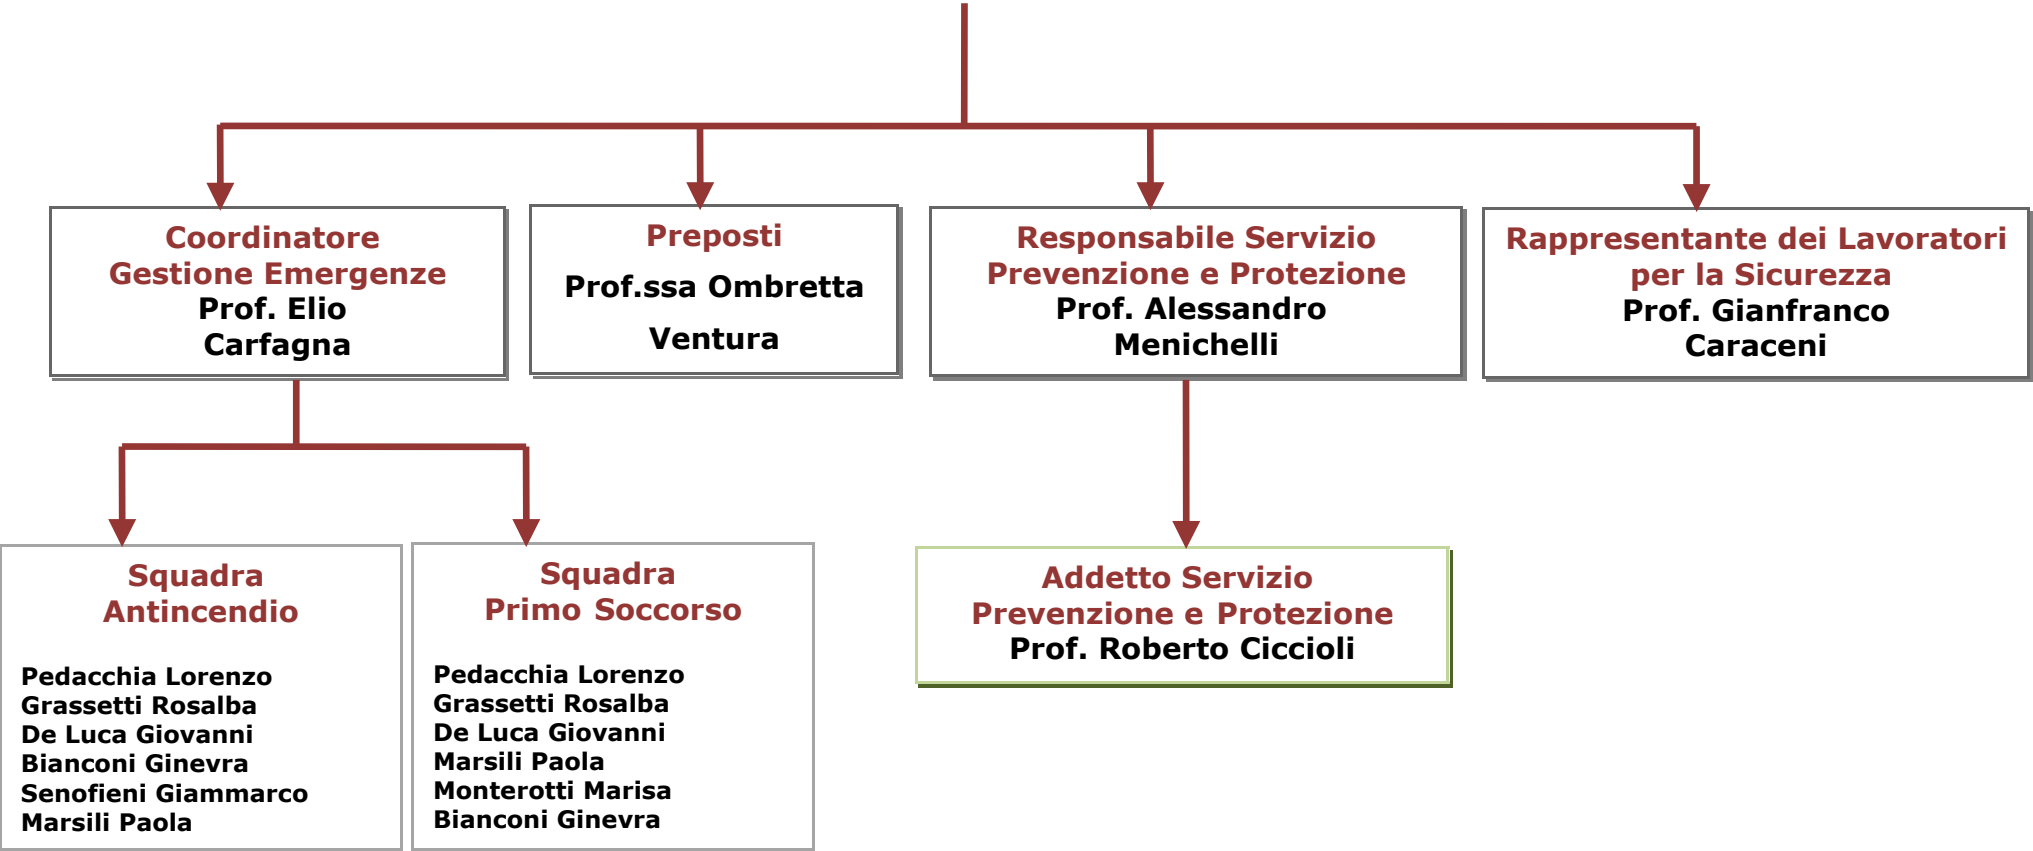 Coordinatore
Gestione Emergenze
Prof. Elio
Carfagna
Preposti
Prof.ssa Ombretta
Ventura
Responsabile Servizio
Prevenzione e Protezione
Prof. Alessandro
Menichelli
Rappresentante dei Lavoratori
per la Sicurezza
Prof. Gianfranco
Caraceni
Squadra
Antincendio
Pedacchia Lorenzo
Grassetti Rosalba
De Luca Giovanni
Bianconi Ginevra
Senofieni Giammarco
Marsili Paola
Squadra
Primo Soccorso
Pedacchia Lorenzo
Grassetti Rosalba
De Luca Giovanni
Marsili Paola
Monterotti Marisa
Bianconi Ginevra
Addetto Servizio
Prevenzione e Protezione
Prof. Roberto Ciccioli